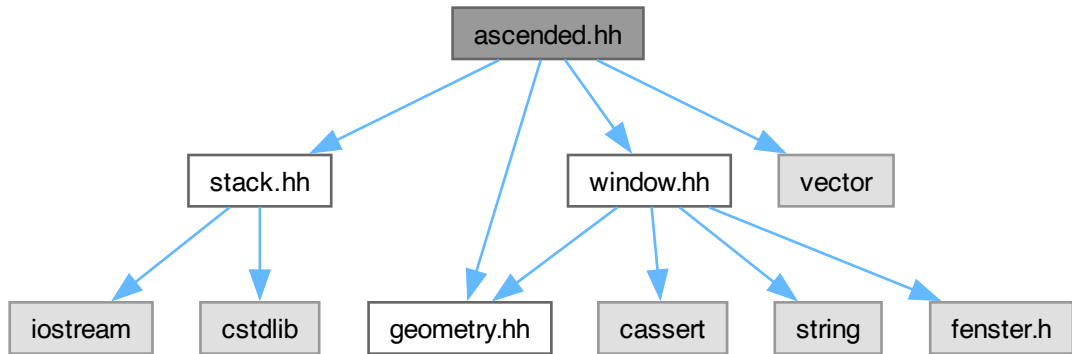 ascended.hh
stack.hh
window.hh
vector
iostream
cstdlib
geometry.hh
cassert
string
fenster.h